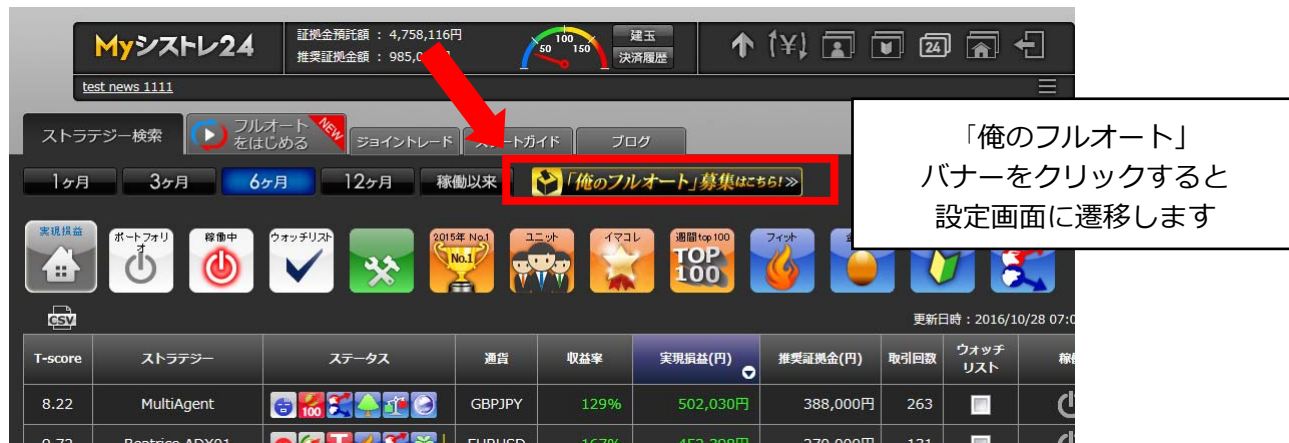 Myシストレ24
証拠金預託額 : 4,758,116円
推奨証拠金額 : 985,0
50 100 150
建玉
決済履歴
24
test news 1111
ストラテジー検索
フルオート
をはじめる
NEW
ジョイントレード
ートガイド
ブログ
1ヶ月
3ヶ月
6ヶ月
12ヶ月
稼働以来
「俺のフルオート」募集はこちら!≫
「俺のフルオート」
バナーをクリックすると
設定画面に遷移します
実現損益
ポートフォリオ
稼働中
ウォッチリスト
2015年 No.1
No.1
ユニット
イマコレ
週間top100
TOP
100
フィット
CSV
更新日時：2016/10/28 07:0
T-score ストラテジー ステータス 通貨 収益率 実現損益(円) 推奨証拠金(円) 取引回数 ウォッチリスト
8.22 MultiAgent 100 GBPJPY 129% 502,030円 388,000円 263